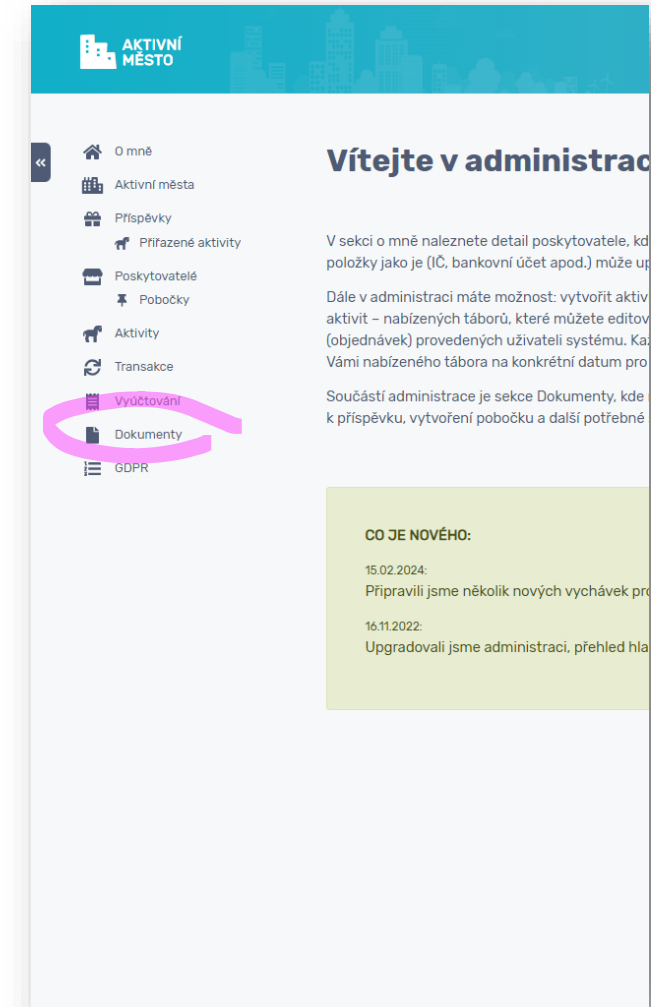 AKTIVNÍ
MĚSTO
O mně
Aktivní města
Příspěvky
Přiřazené aktivity
Poskytovatelé
Pobočky
Aktivity
Transakce
Vyúčtování
Dokumenty
GDPR
Vítejte v administrac
V sekci o mně naleznete detail poskytovatele, kd
položky jako je (IČ, bankovní účet apod.) může up
Dále v administraci máte možnost: vytvořit aktiv
aktivit – nabízených táborů, které můžete editov
(objednávek) provedených uživateli systému. Ka
Vámi nabízeného tábora na konkrétní datum pro
Součástí administrace je sekce Dokumenty, kde
k příspěvku, vytvoření pobočku a další potřebné
CO JE NOVÉHO:
15.02.2024:
Připravili jsme několik nových vychávek pro
16.11.2022:
Upgradovali jsme administraci, přehled hla